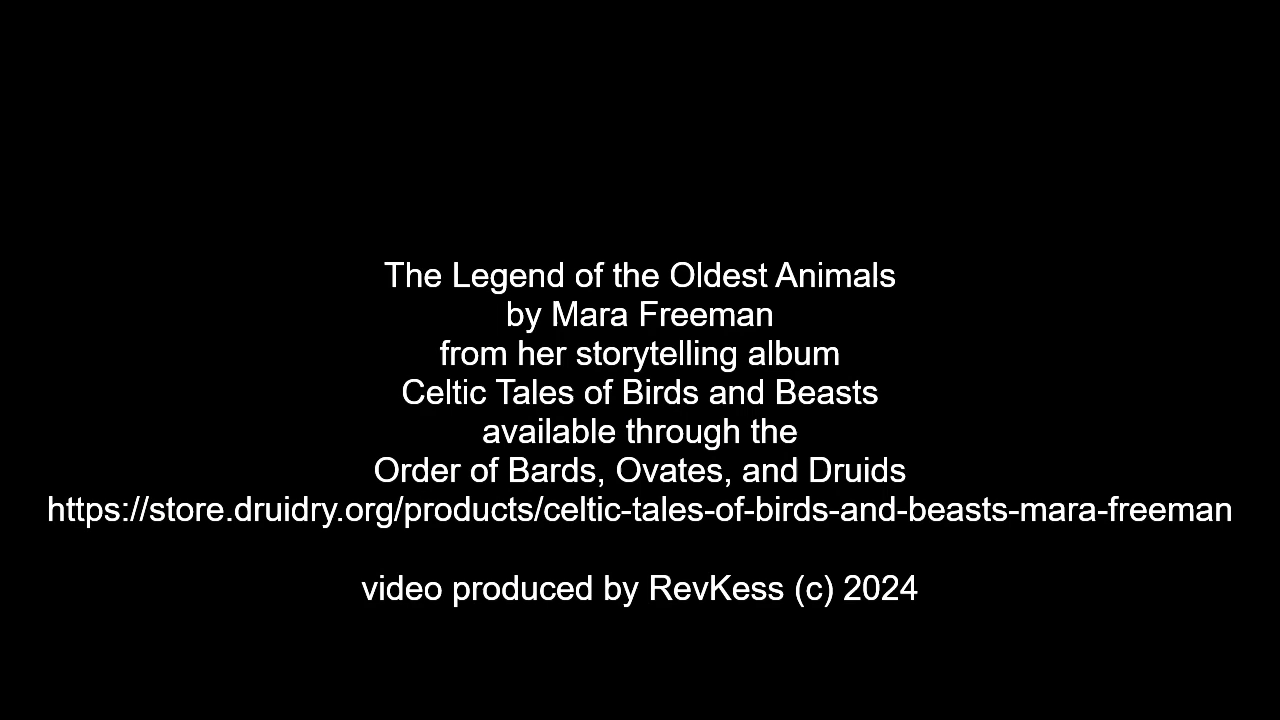 The Legend of the Oldest Animals
by Mara Freeman
from her storytelling album
Celtic Tales of Birds and Beasts
available through the
Order of Bards, Ovates, and Druids
https://store.druidry.org/products/celtic-tales-of-birds-and-beasts-mara-freeman
video produced by RevKess (c) 2024